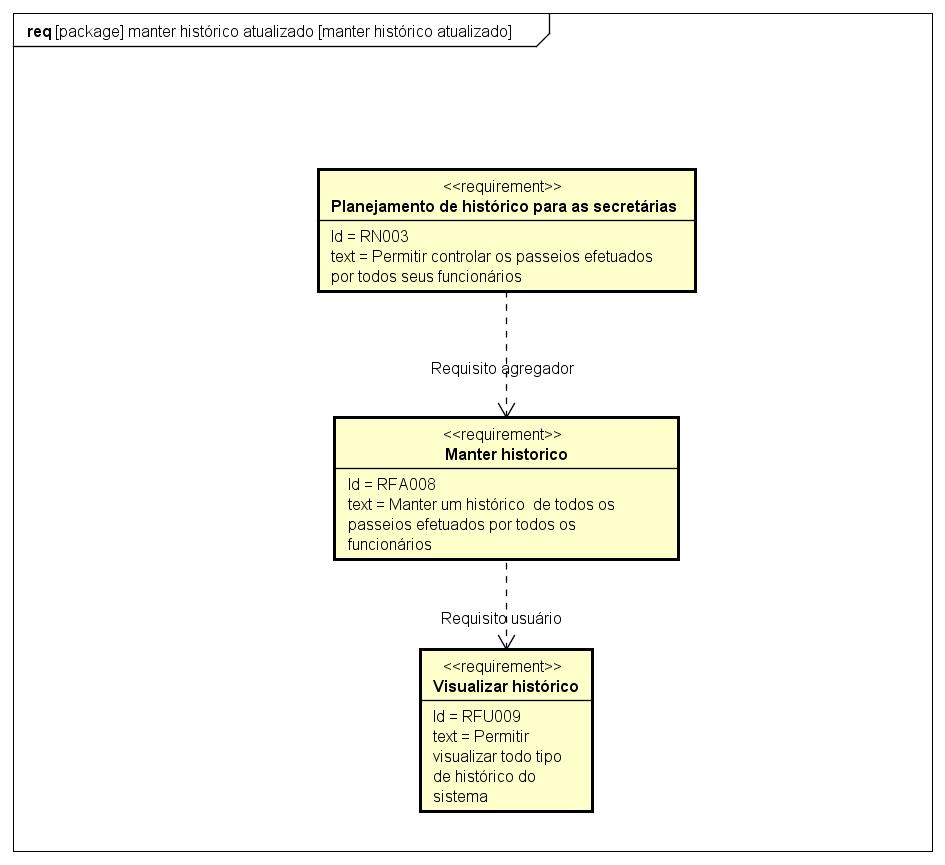 req [package] manter histórico atualizado [manter histórico atualizado]
<<requirement>>
Planejamento de histórico para as secretárias
Id = RN003
text = Permitir controlar os passeios efetuados
por todos seus funcionários
Requisito agregador
<<requirement>>
Manter historico
Id = RFA008
text = Manter um histórico  de todos os
passeios efetuados por todos os
funcionários
Requisito usuário
<<requirement>>
Visualizar histórico
Id = RFU009
text = Permitir
visualizar todo tipo
de histórico do
sistema